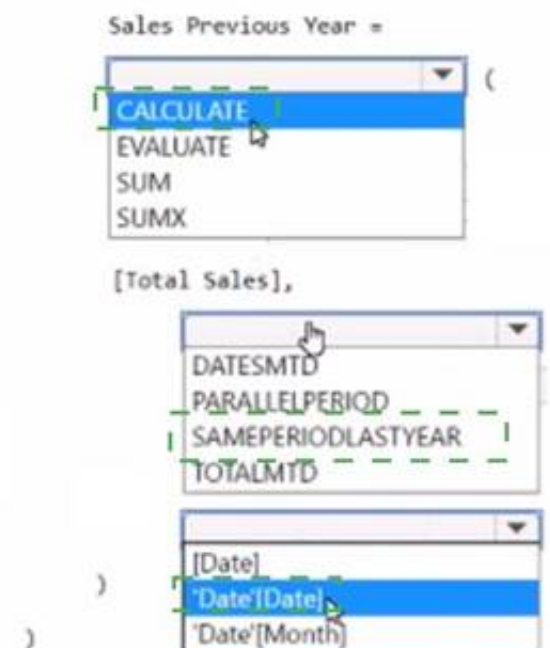 Sales Previous Year =
(
CALCULATE
EVALUATE
SUM
SUMX
[Total Sales],
DATESMTD
PARALLELPERIOD
SAMEPERIODLASTYEAR
TOTALMTD
[Date]
)
'Date'[Date]
'Date'[Month]
)